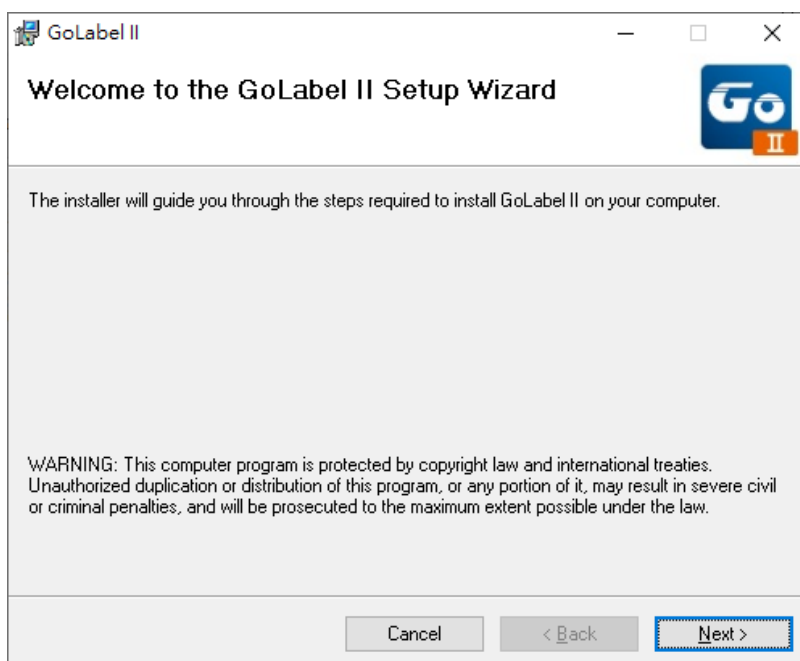 GoLabel II
Welcome to the GoLabel II Setup Wizard
Go
II
The installer will guide you through the steps required to install GoLabel II on your computer.
WARNING: This computer program is protected by copyright law and international treaties.
Unauthorized duplication or distribution of this program, or any portion of it, may result in severe civil
or criminal penalties, and will be prosecuted to the maximum extent possible under the law.
Cancel < Back Next >